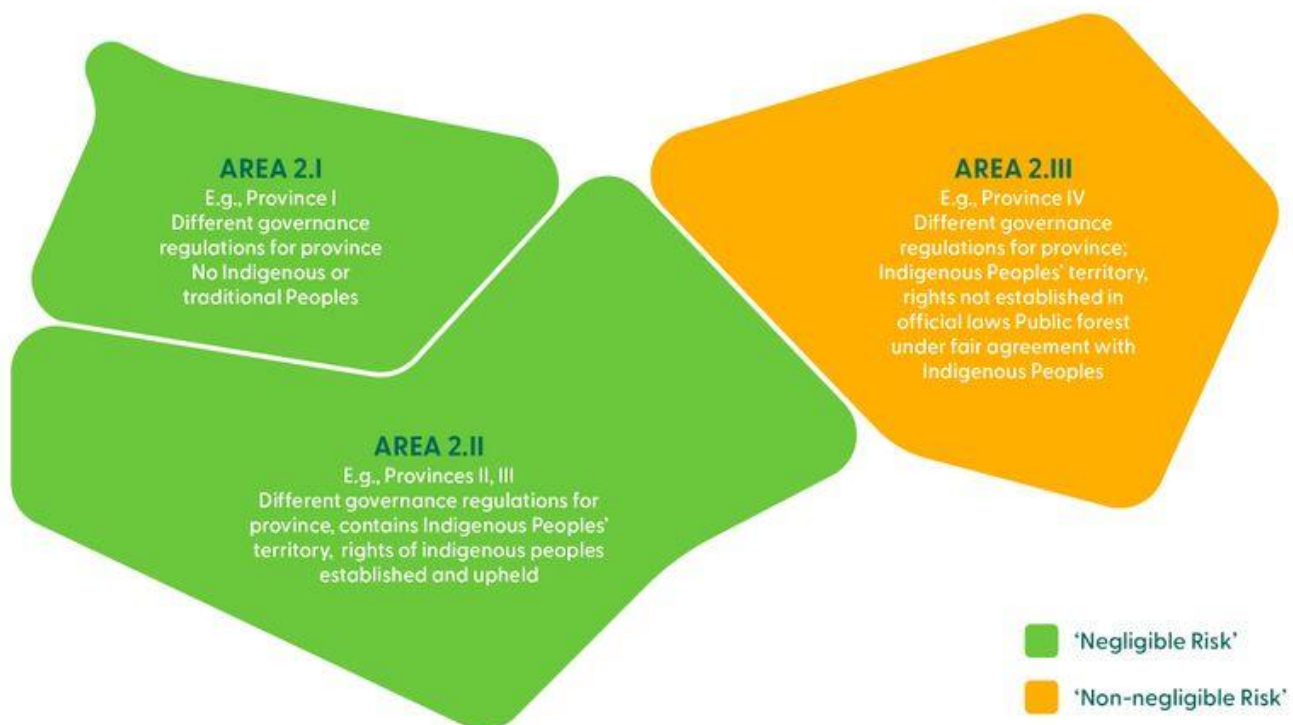 AREA 2.I
E.g., Province I
Different governance
regulations for province
No Indigenous or
traditional Peoples
AREA 2.III
E.g., Province IV
Different governance
regulations for province;
Indigenous Peoples' territory,
rights not established in
official laws Public forest
under fair agreement with
Indigenous Peoples
AREA 2.II
E.g., Provinces II, III
Different governance regulations for
province, contains Indigenous Peoples'
territory, rights of indigenous peoples
established and upheld
'Negligible Risk'
'Non-negligible Risk'